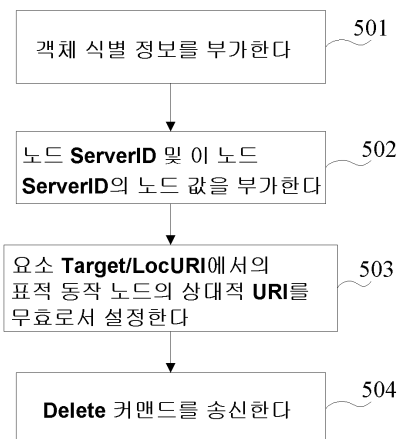 객체 식별 정보를 부가한다
501
노드 ServerID 및 이 노드
ServerID의 노드 값을 부가한다
502
요소 Target/LocURI에서의
표적 동작 노드의 상대적 URI를
무효로서 설정한다
503
Delete 커맨드를 송신한다
504